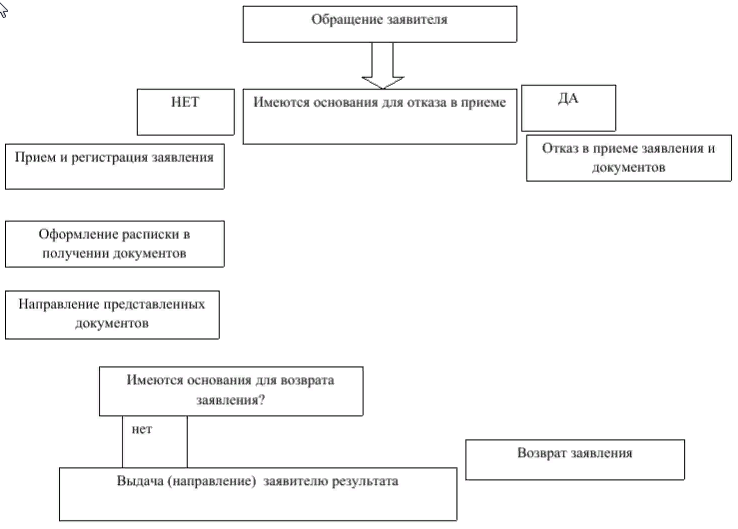 Обращение заявителя
НЕТ
Имеются основания для отказа в приеме
ДА
Прием и регистрация заявления
Отказ в приеме заявления и
документов
Оформление расписки в
получении документов
Направление представленных
документов
Имеются основания для возврата
заявления?
нет
Возврат заявления
Выдача (направление) заявителю результата